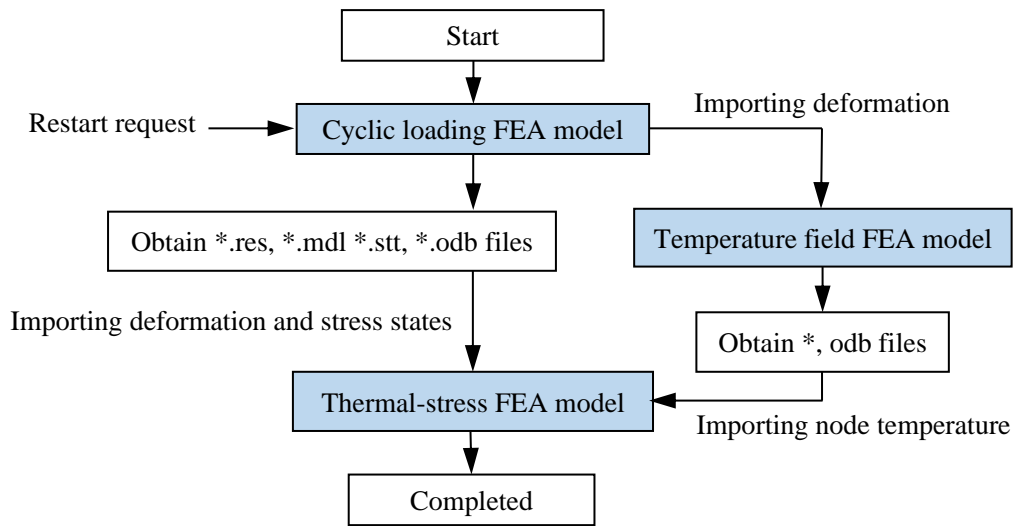 Start
Importing deformation
Restart request
Cyclic loading FEA model
Obtain *.res, *.mdl *.stt, *.odb files
Temperature field FEA model
Importing deformation and stress states
Obtain *, odb files
Thermal-stress FEA model
Importing node temperature
Completed